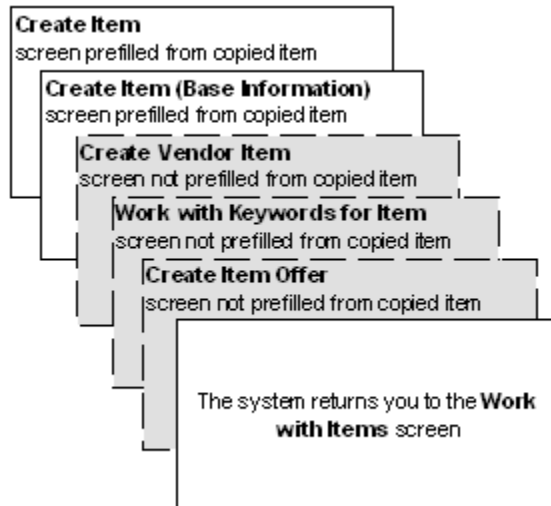 Create Item
screen prefilled from copied item
Create Item (Base Information)
screen prefilled from copied item
Create Vendor Item
screen not prefilled from copied item
Work with Keywords for Item
screen not prefilled from copied item
Create Item Offer
screen not prefilled from copied item
The system returns you to the Work
with Items screen